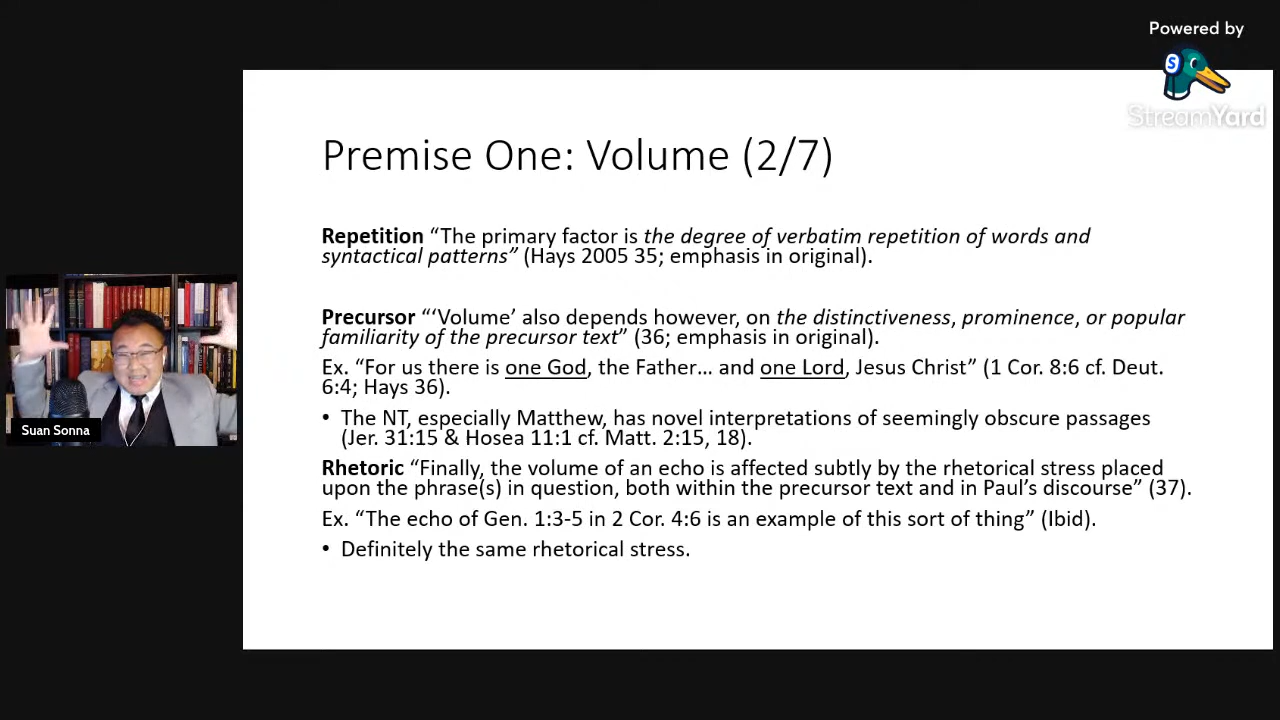 Powered by
S
StreamYard
Premise One: Volume (2/7)
Repetition “The primary factor is the degree of verbatim repetition of words and
syntactical patterns” (Hays 2005 35; emphasis in original).
Precursor “‘Volume’ also depends however, on the distinctiveness, prominence, or popular
familiarity of the precursor text” (36; emphasis in original).
Ex. “For us there is one God, the Father… and one Lord, Jesus Christ” (1 Cor. 8:6 cf. Deut.
6:4; Hays 36).
• The NT, especially Matthew, has novel interpretations of seemingly obscure passages
(Jer. 31:15 & Hosea 11:1 cf. Matt. 2:15, 18).
Rhetoric “Finally, the volume of an echo is affected subtly by the rhetorical stress placed
upon the phrase(s) in question, both within the precursor text and in Paul’s discourse” (37).
Ex. “The echo of Gen. 1:3-5 in 2 Cor. 4:6 is an example of this sort of thing” (Ibid).
• Definitely the same rhetorical stress.
Suan Sonna